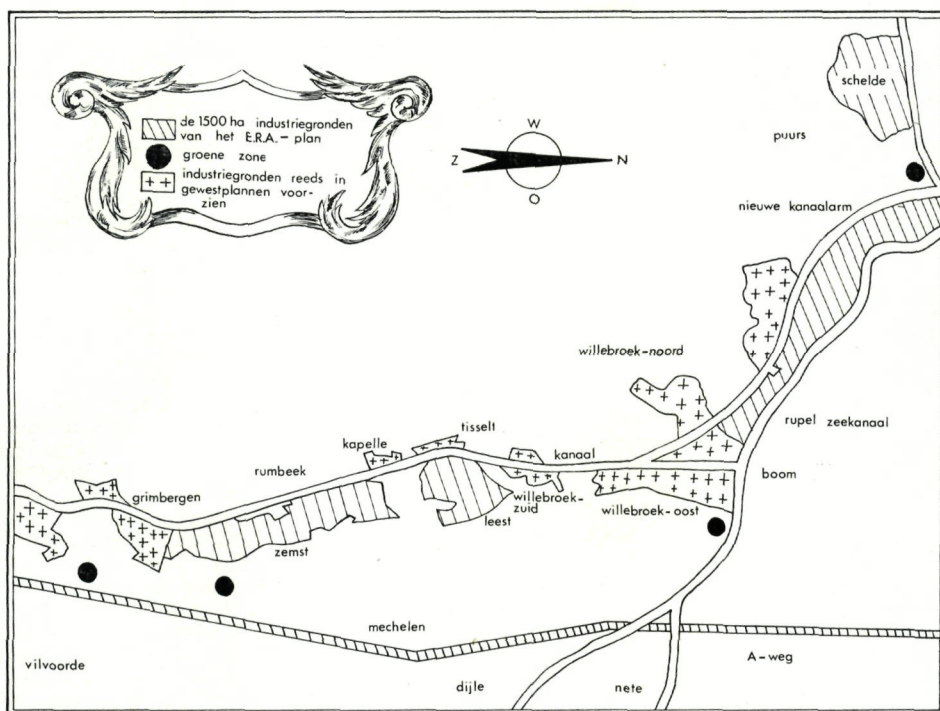 de 1500 ha industriegronden
van het E.R.A.-plan
groene zone
industriegronden reeds in
gewestplannen voor-
zien
W
Z
N
O
schelde
puurs
nieuwe kanaalarm
willebroek-noord
rupel zeekanaal
tisselt
kapelle
kanaal
rumbeek
boom
grimbergen
willebroek-
zuid
willebroek-oost
leest
zemst
mechelen
A-weg
vilvoorde
dijle
nete